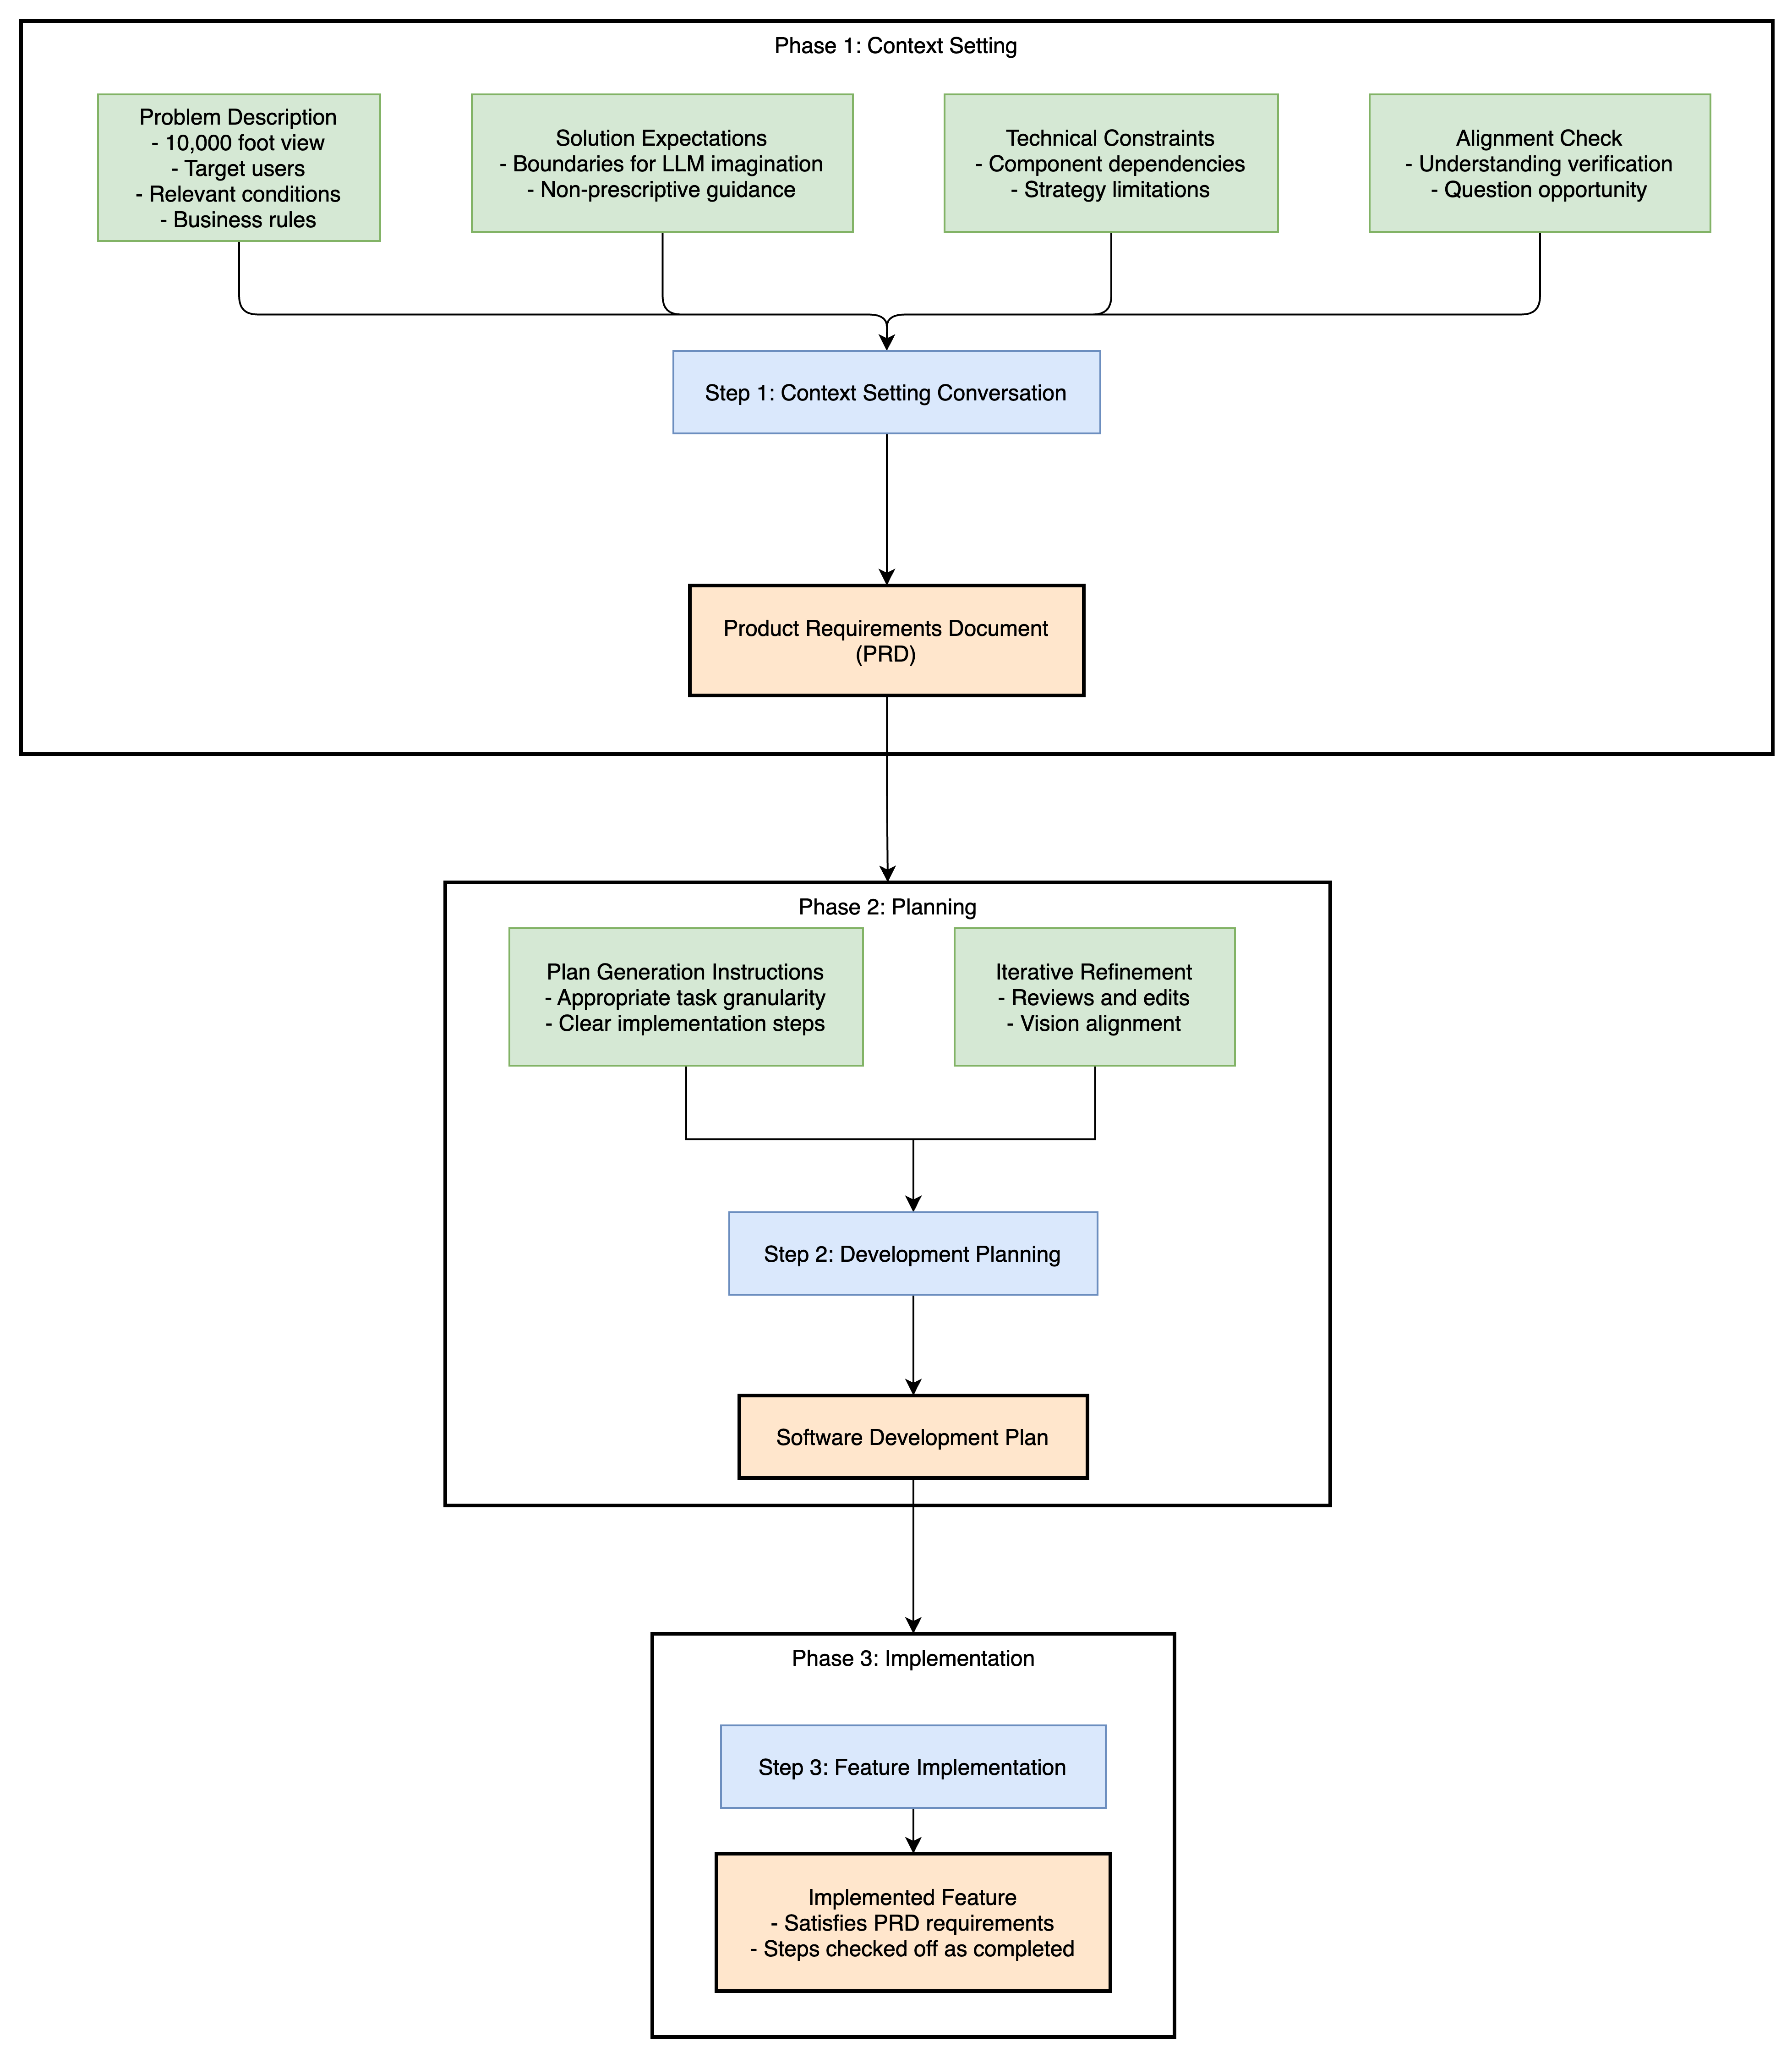 Phase 1: Context Setting
Problem Description
- 10,000 foot view
- Target users
- Relevant conditions
- Business rules
Solution Expectations
- Boundaries for LLM imagination
- Non-prescriptive guidance
Technical Constraints
- Component dependencies
- Strategy limitations
Alignment Check
- Understanding verification
- Question opportunity
Step 1: Context Setting Conversation
Product Requirements Document
(PRD)
Phase 2: Planning
Plan Generation Instructions
- Appropriate task granularity
- Clear implementation steps
Iterative Refinement
- Reviews and edits
- Vision alignment
Step 2: Development Planning
Software Development Plan
Phase 3: Implementation
Step 3: Feature Implementation
Implemented Feature
- Satisfies PRD requirements
- Steps checked off as completed